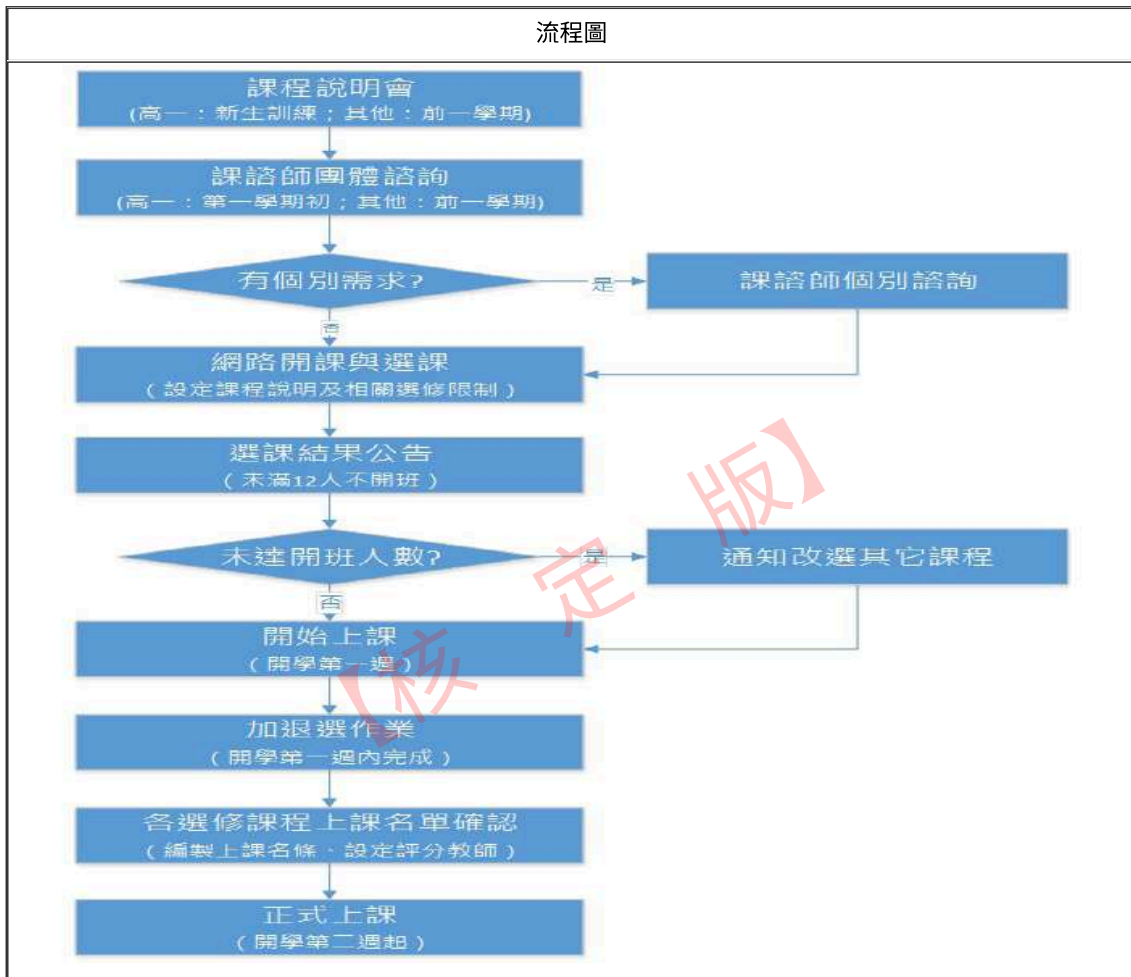 流程圖
課程說明會
(高一：新生訓練；其他：前一學期)
課諮師團體諮詢
(高一：第一學期初；其他：前一學期)
有個別需求?
是
課諮師個別諮詢
否
網路開課與選課
(設定課程說明及相關選修限制)
選課結果公告
(未滿12人不開班)
未達開班人數?
是
通知改選其它課程
否
開始上課
(開學第一週)
加退選作業
(開學第一週內完成)
各選修課程上課名單確認
(編製上課名條、設定評分教師)
正式上課
(開學第二週起)
【核定版】